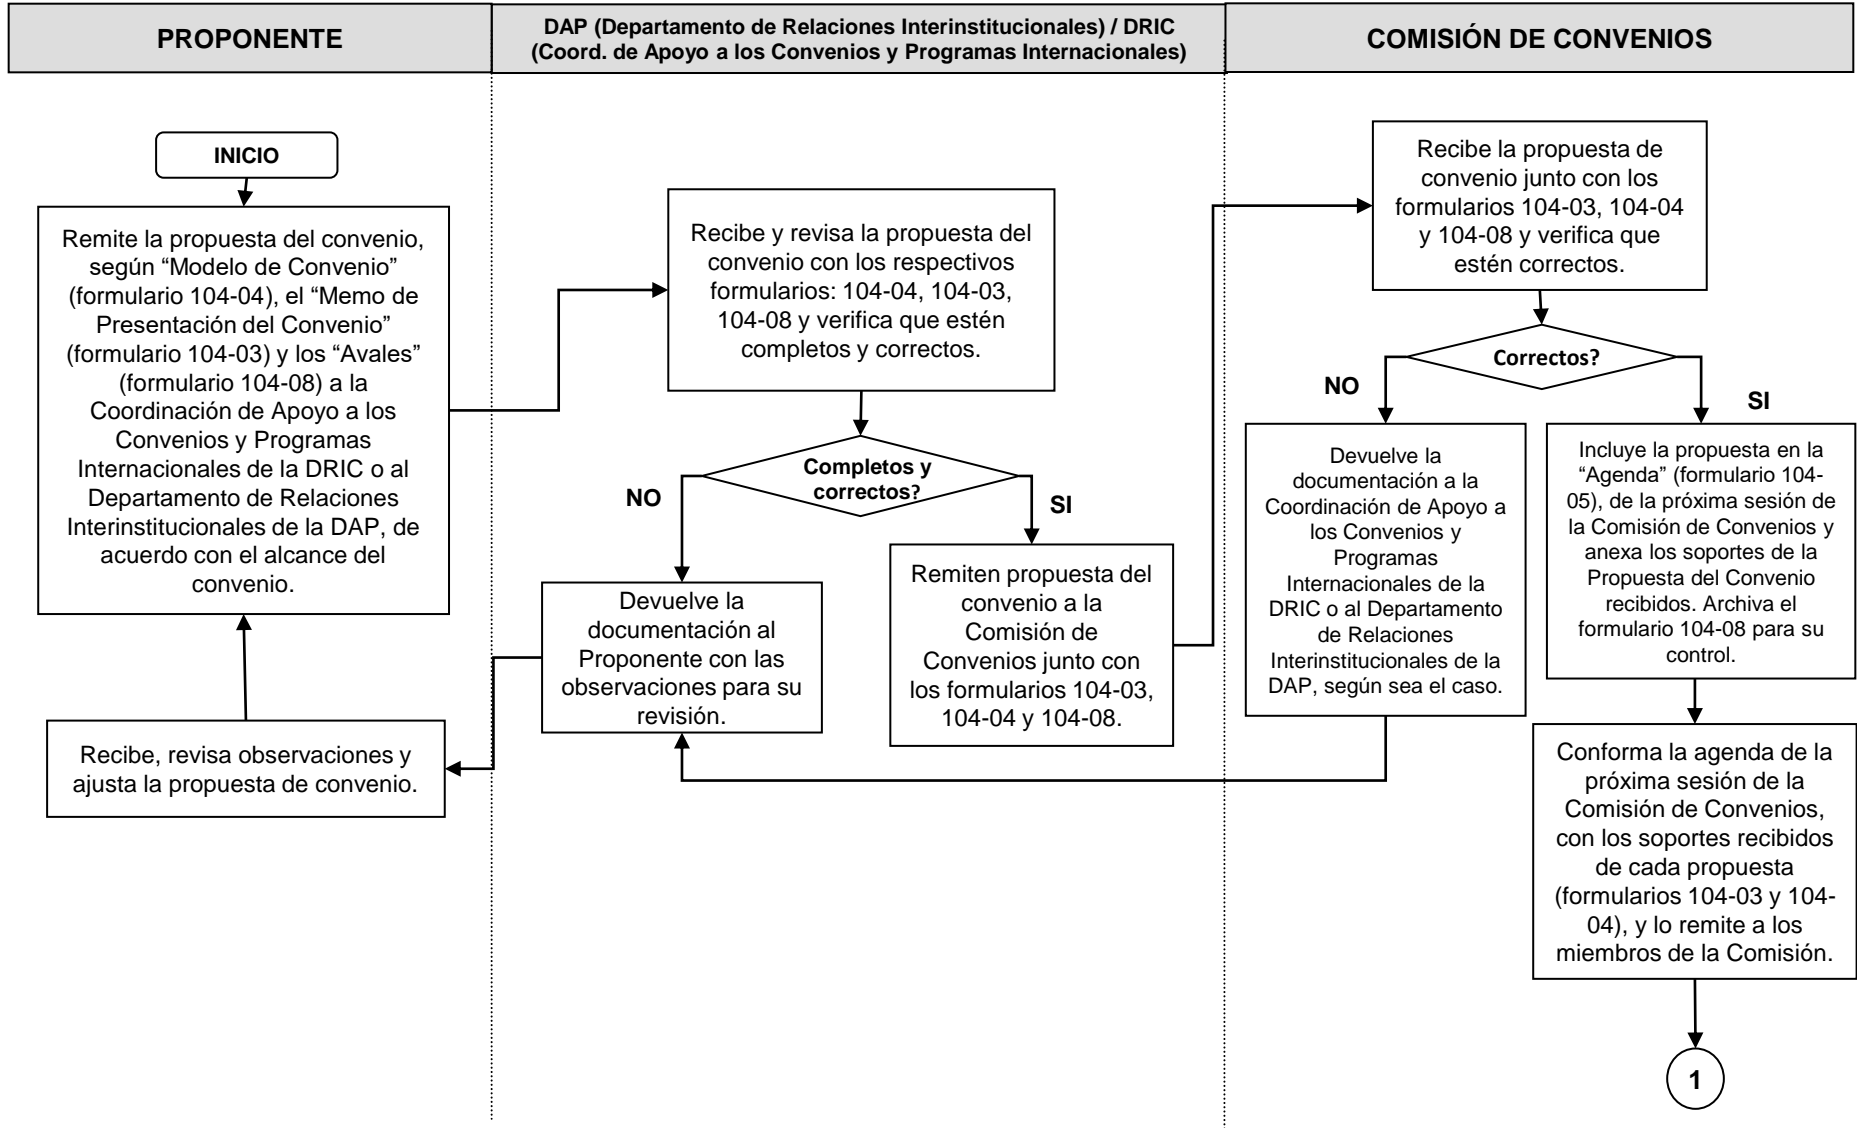 PROPONENTE
DAP (Departamento de Relaciones Interinstitucionales) / DRIC
(Coord. de Apoyo a los Convenios y Programas Internacionales)
COMISIÓN DE CONVENIOS
INICIO
Remite la propuesta del convenio,
según “Modelo de Convenio”
(formulario 104-04), el “Memo de
Presentación del Convenio”
(formulario 104-03) y los “Avales”
(formulario 104-08) a la
Coordinación de Apoyo a los
Convenios y Programas
Internacionales de la DRIC o al
Departamento de Relaciones
Interinstitucionales de la DAP, de
acuerdo con el alcance del
convenio.
Recibe, revisa observaciones y
ajusta la propuesta de convenio.
Recibe y revisa la propuesta del
convenio con los respectivos
formularios: 104-04, 104-03,
104-08 y verifica que estén
completos y correctos.
Completos y
correctos?
NO
SI
Devuelve la
documentación al
Proponente con las
observaciones para su
revisión.
Remiten propuesta del
convenio a la
Comisión de
Convenios junto con
los formularios 104-03,
104-04 y 104-08.
Recibe la propuesta de
convenio junto con los
formularios 104-03, 104-04
y 104-08 y verifica que
estén correctos.
Correctos?
NO
SI
Devuelve la
documentación a la
Coordinación de Apoyo a
los Convenios y
Programas
Internacionales de la
DRIC o al Departamento
de Relaciones
Interinstitucionales de la
DAP, según sea el caso.
Incluye la propuesta en la
“Agenda” (formulario 104-
05), de la próxima sesión de
la Comisión de Convenios y
anexa los soportes de la
Propuesta del Convenio
recibidos. Archiva el
formulario 104-08 para su
control.
Conforma la agenda de la
próxima sesión de la
Comisión de Convenios,
con los soportes recibidos
de cada propuesta
(formularios 104-03 y 104-
04), y lo remite a los
miembros de la Comisión.
1